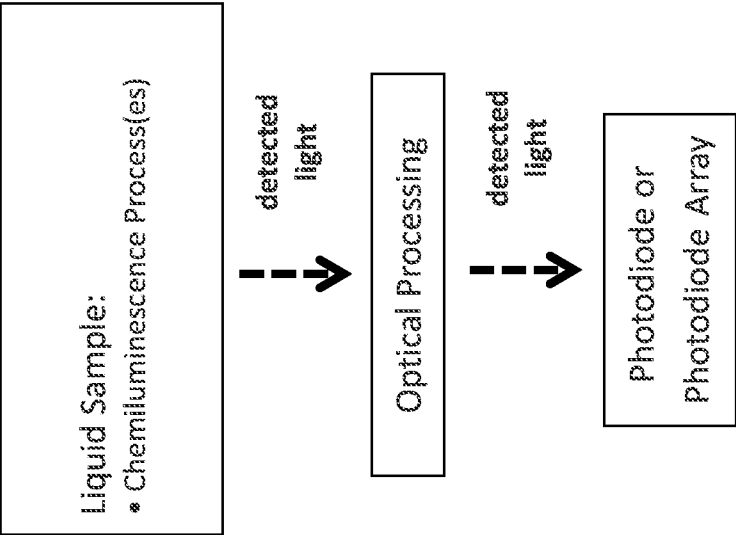 Liquid Sample:
• Chemiluminescence Process(es)
detected
light
Optical Processing
detected
light
Photodiode or
Photodiode Array